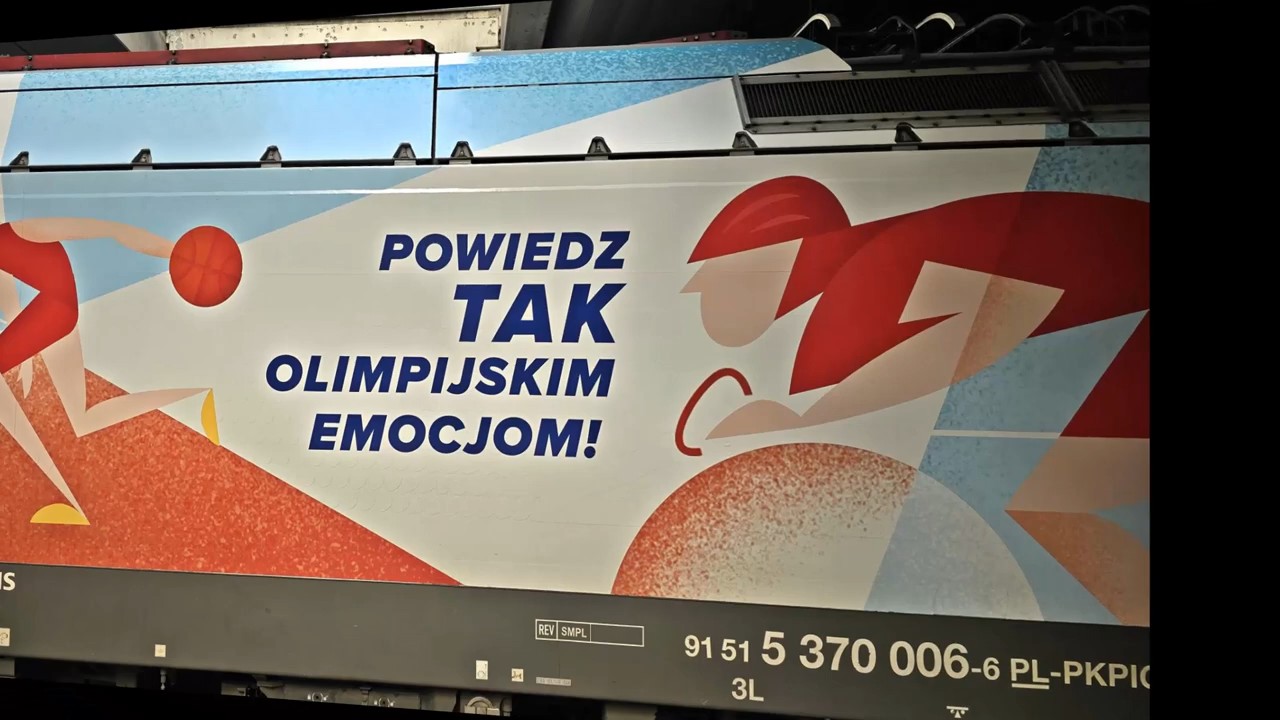 POWIEDZ
TAK
OLIMPIJSKIM
EMOCJOM!
REV SMPL
91 51 5 370 006-6 PL-PKPIC
3L